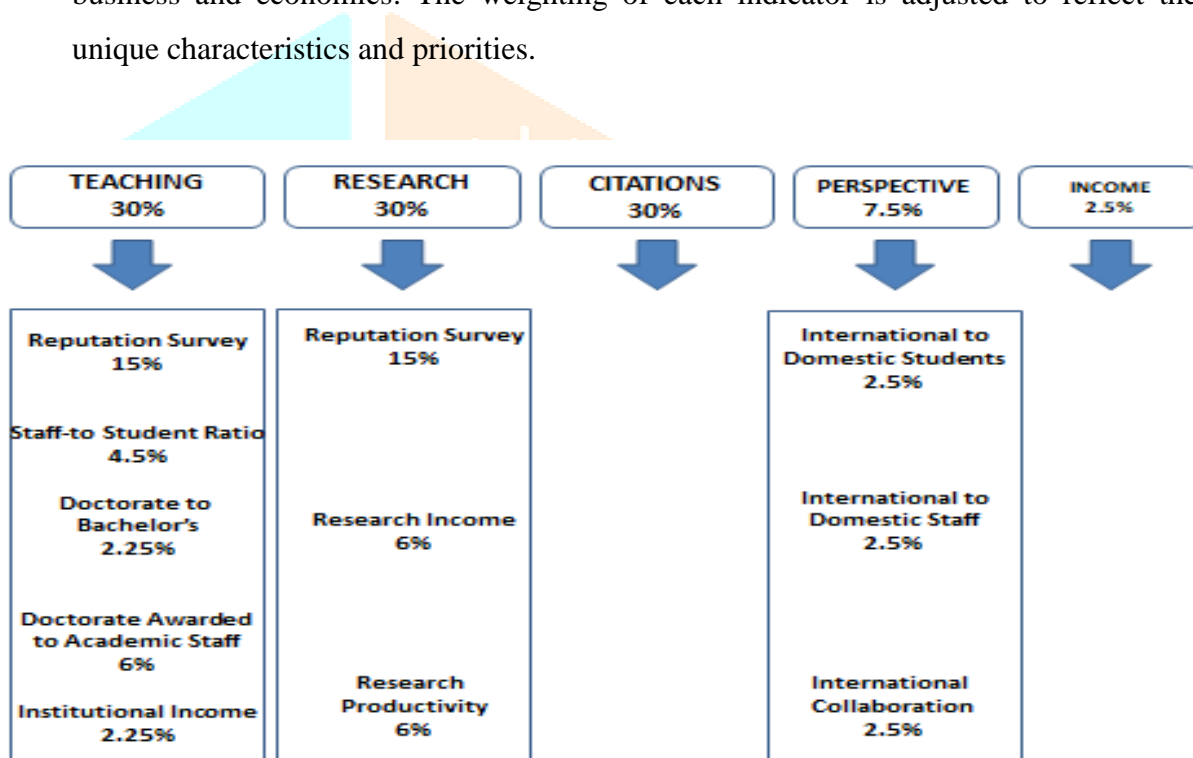 business and economics. The weighting of each indicator is adjusted to reflect the
unique characteristics and priorities.
TEACHING
30%
RESEARCH
30%
CITATIONS
30%
PERSPECTIVE
7.5%
INCOME
2.5%
Reputation Survey
15%
Staff-to Student Ratio
4.5%
Doctorate to
Bachelor's
2.25%
Doctorate Awarded
to Academic Staff
6%
Institutional Income
2.25%
Reputation Survey
15%
Research Income
6%
Research
Productivity
6%
International to
Domestic Students
2.5%
International to
Domestic Staff
2.5%
International
Collaboration
2.5%